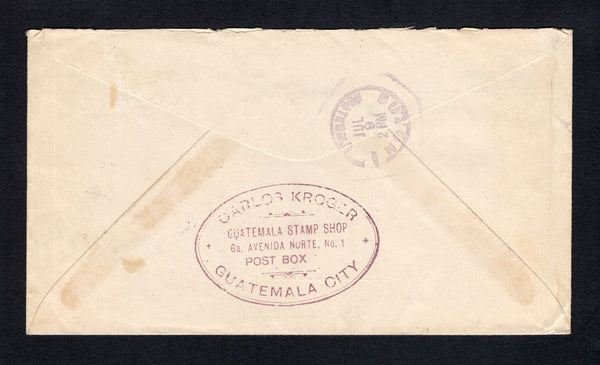 JUL
9
2 PM
CARLOS KROGER
GUATEMALA STAMP SHOP
6a. AVENIDA NORTE, No. 1
POST BOX
GUATEMALA CITY